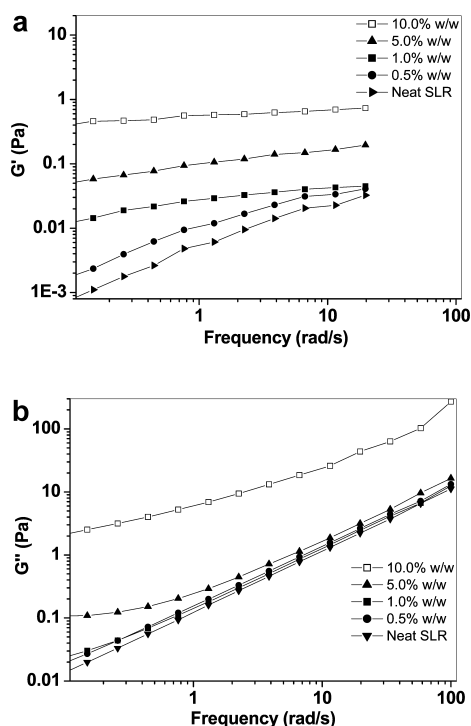 a
10.0% w/w
5.0% w/w
1.0% w/w
0.5% w/w
Neat SLR
10
1
0.1
0.01
1E-3
G' (Pa)
1
10
100
Frequency (rad/s)
b
100
10
1
0.1
0.01
G'' (Pa)
10.0% w/w
5.0% w/w
1.0% w/w
0.5% w/w
Neat SLR
1
10
100
Frequency (rad/s)